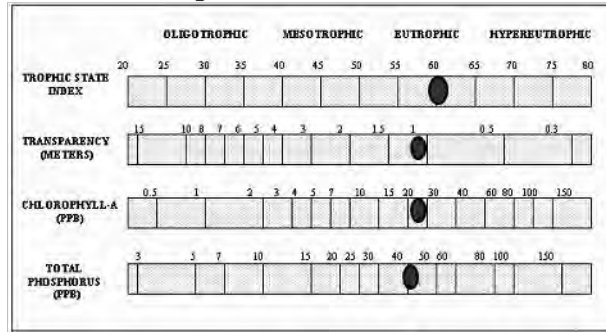 OLIGOTROPHIC MESOTROPHIC EUTROPHIC HYPEREUTROPHIC
20 25 30 35 40 45 50 55 60 65 70 75 80
TROPHIC STATE
INDEX
15 10 8 7 6 5 4 3 2 1.5 1 0.5 0.3
TRANSPARENCY
(METERS)
0.5 1 2 3 4 5 7 10 15 20 30 40 60 80 100 150
CHLOROPHYLL-A
(PPB)
3 5 7 10 15 20 25 30 40 50 60 80 100 150
TOTAL
PHOSPHORUS
(PPB)